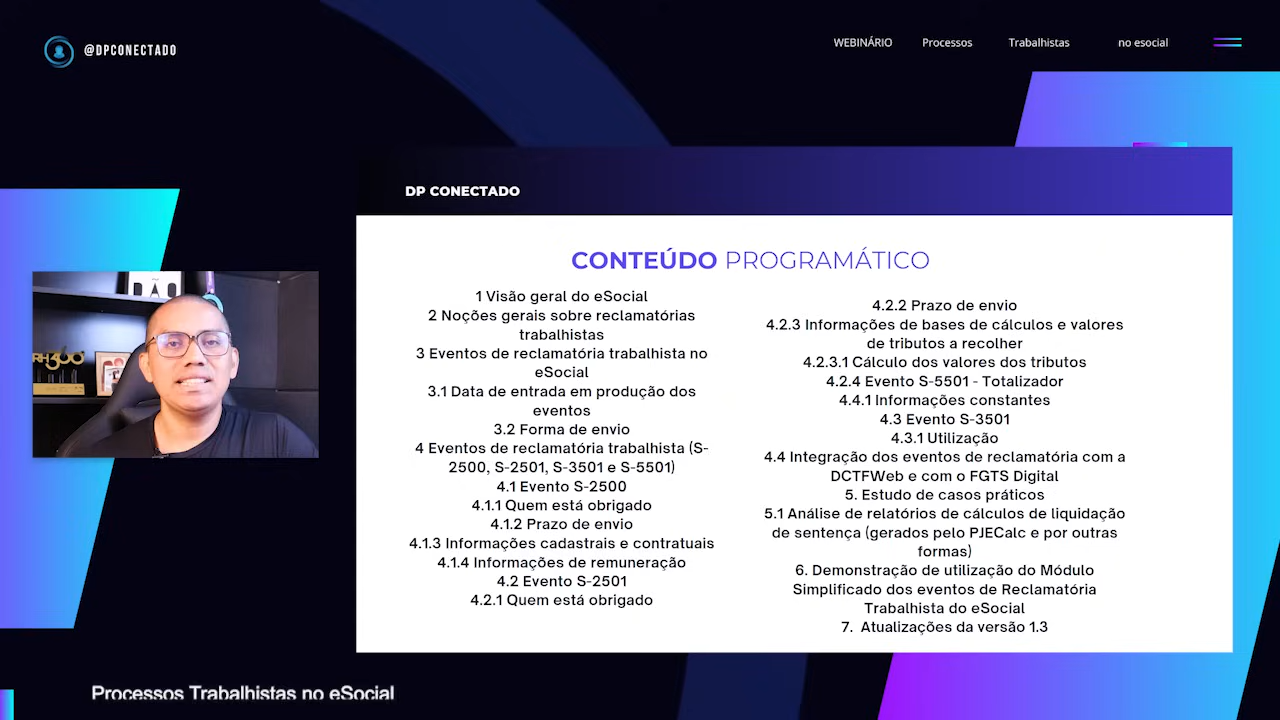 @DPCONECTADO
WEBINÁRIO Processos Trabalhistas no esocial
DP CONECTADO
CONTEÚDO PROGRAMÁTICO
1 Visão geral do eSocial
2 Noções gerais sobre reclamatórias
trabalhistas
3 Eventos de reclamatória trabalhista no
eSocial
3.1 Data de entrada em produção dos
eventos
3.2 Forma de envio
4 Eventos de reclamatória trabalhista (S-
2500, S-2501, S-3501 e S-5501)
4.1 Evento S-2500
4.1.1 Quem está obrigado
4.1.2 Prazo de envio
4.1.3 Informações cadastrais e contratuais
4.1.4 Informações de remuneração
4.2 Evento S-2501
4.2.1 Quem está obrigado
4.2.2 Prazo de envio
4.2.3 Informações de bases de cálculos e valores
de tributos a recolher
4.2.3.1 Cálculo dos valores dos tributos
4.2.4 Evento S-5501 - Totalizador
4.4.1 Informações constantes
4.3 Evento S-3501
4.3.1 Utilização
4.4 Integração dos eventos de reclamatória com a
DCTFWeb e com o FGTS Digital
5. Estudo de casos práticos
5.1 Análise de relatórios de cálculos de liquidação
de sentença (gerados pelo PJECalc e por outras
formas)
6. Demonstração de utilização do Módulo
Simplificado dos eventos de Reclamatória
Trabalhista do eSocial
7. Atualizações da versão 1.3
Processos Trabalhistas no eSocial